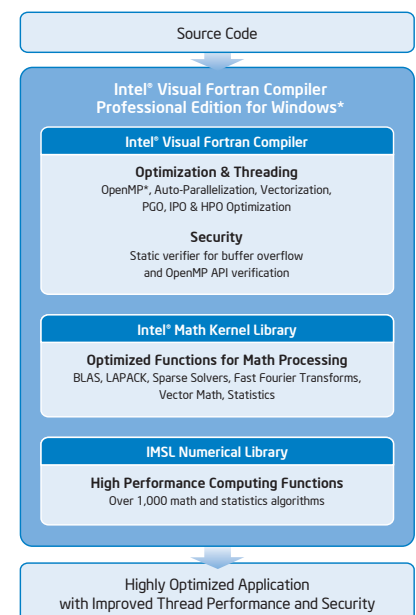 Source Code
Intel® Visual Fortran Compiler
Professional Edition for Windows*
Intel® Visual Fortran Compiler
Optimization & Threading
OpenMP*, Auto-Parallelization, Vectorization,
PGO, IPO & HPO Optimization
Security
Static verifier for buffer overflow
and OpenMP API verification
Intel® Math Kernel Library
Optimized Functions for Math Processing
BLAS, LAPACK, Sparse Solvers, Fast Fourier Transforms,
Vector Math, Statistics
IMSL Numerical Library
High Performance Computing Functions
Over 1,000 math and statistics algorithms
Highly Optimized Application
with Improved Thread Performance and Security